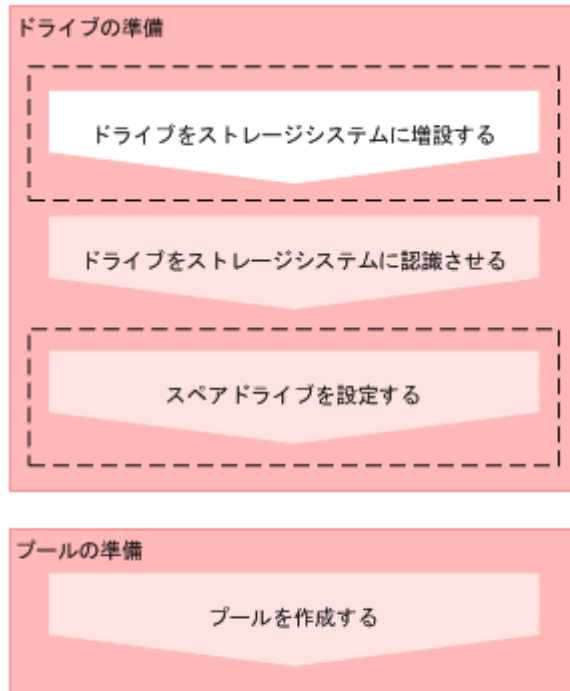 ドライブの準備
ドライブをストレージシステムに増設する
ドライブをストレージシステムに認識させる
スペアドライブを設定する
プールの準備
プールを作成する